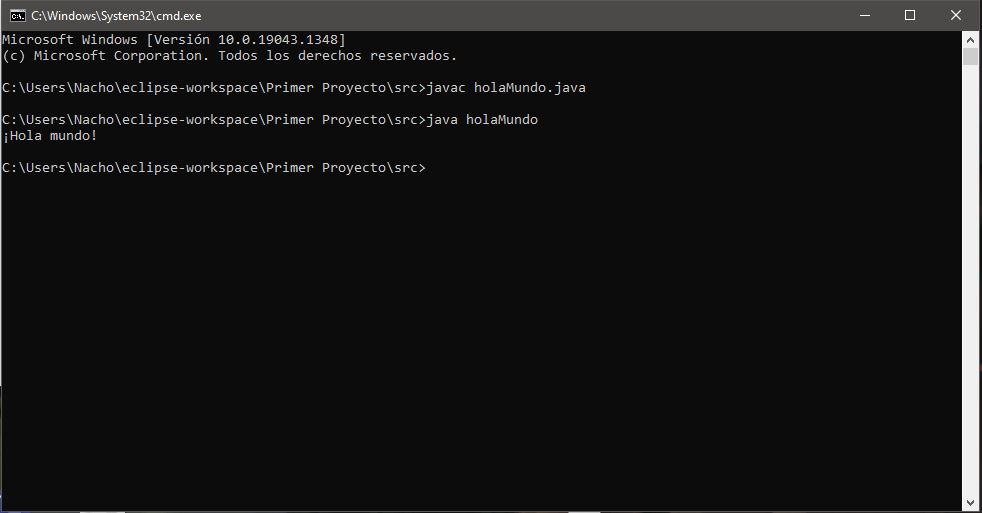 C:\Windows\System32\cmd.exe
Microsoft Windows [Versión 10.0.19043.1348]
(c) Microsoft Corporation. Todos los derechos reservados.
C:\Users\Nacho\eclipse-workspace\Primer Proyecto\src>javac holaMundo.java
C:\Users\Nacho\eclipse-workspace\Primer Proyecto\src>java holaMundo
¡Hola mundo!
C:\Users\Nacho\eclipse-workspace\Primer Proyecto\src>